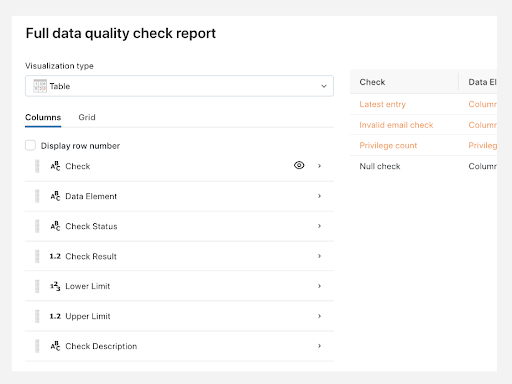 Full data quality check report
Visualization type
Table
Columns Grid
Display row number
Check
Data Element
Check Status
1.2 Check Result
Lower Limit
1.2 Upper Limit
Check Description
Check Data El
Latest entry Column
Invalid email check Column
Privilege count Privileg
Null check Column